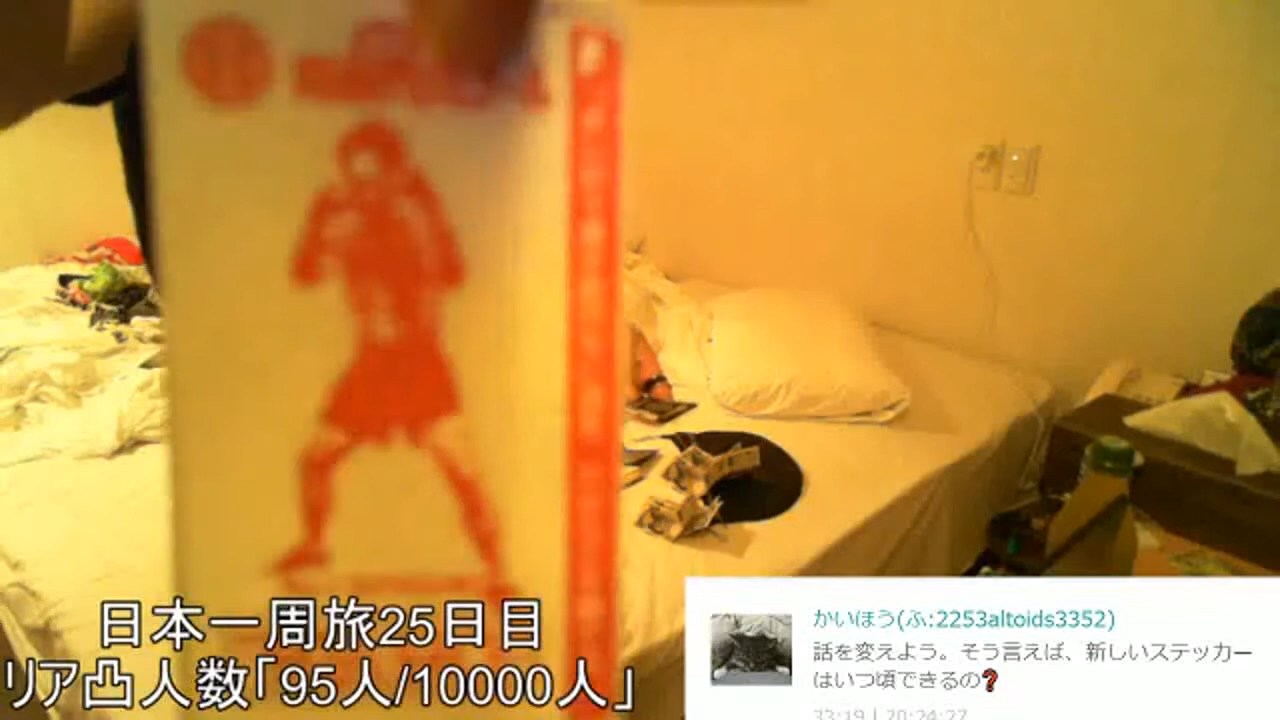 日本一周旅25日目
リア凸人数「95人/10000人」
かいほう(ふ:2253altoids3352)
話を変えよう。そう言えば、新しいステッカー
はいつ頃できるの❓
33:19 | 20:24:27